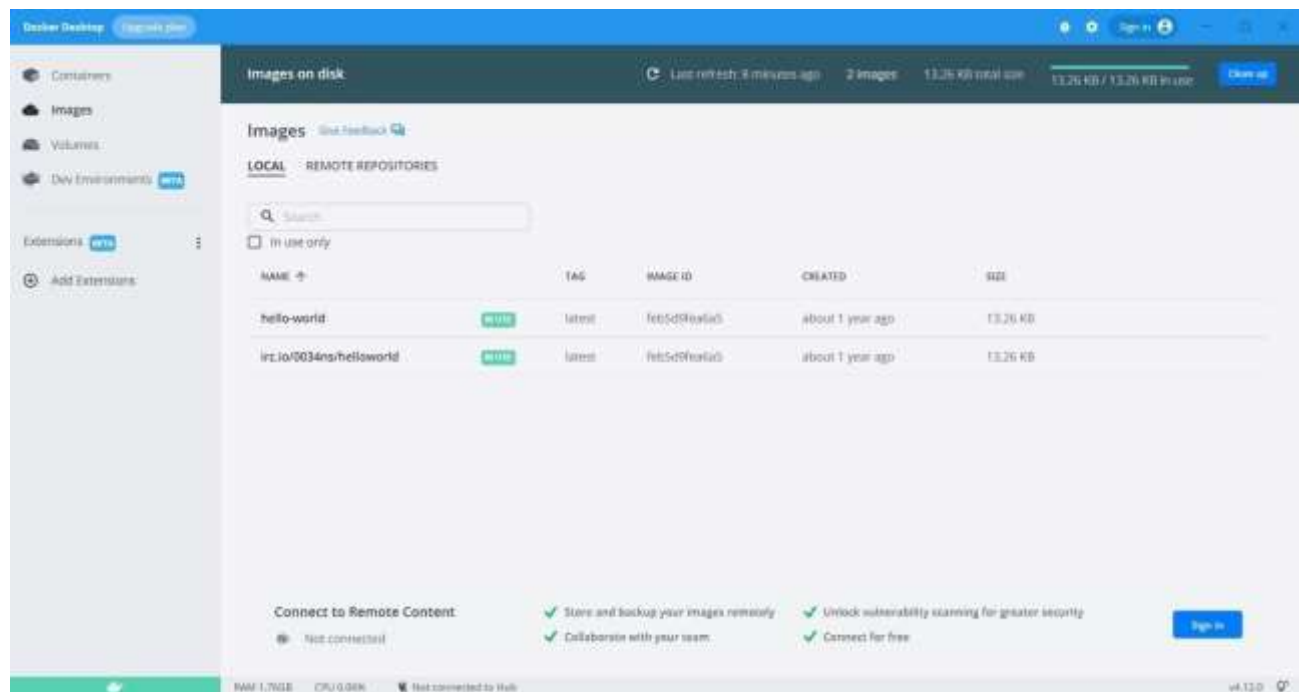 Docker Desktop Upgrade plan Sign in
Containers
Images
Volumes
Dev Environments BETA
Extensions BETA
Add Extensions
Images on disk Last refresh: 8 minutes ago 2 images 13.26 KB total size 13.26 KB / 13.26 KB in use Clean up
Images Give Feedback
LOCAL REMOTE REPOSITORIES
Search
In use only
NAME TAG IMAGE ID CREATED SIZE
hello-world IN USE latest feb5d9fea6a5 about 1 year ago 13.26 KB
irc.io/0034ns/helloworld IN USE latest feb5d9fea6a5 about 1 year ago 13.26 KB
Connect to Remote Content
Not connected
Store and backup your images remotely
Collaborate with your team
Unlock vulnerability scanning for greater security
Connect for free
Sign in
RAM 1.76GB CPU Not connected to Hub v4.12.0